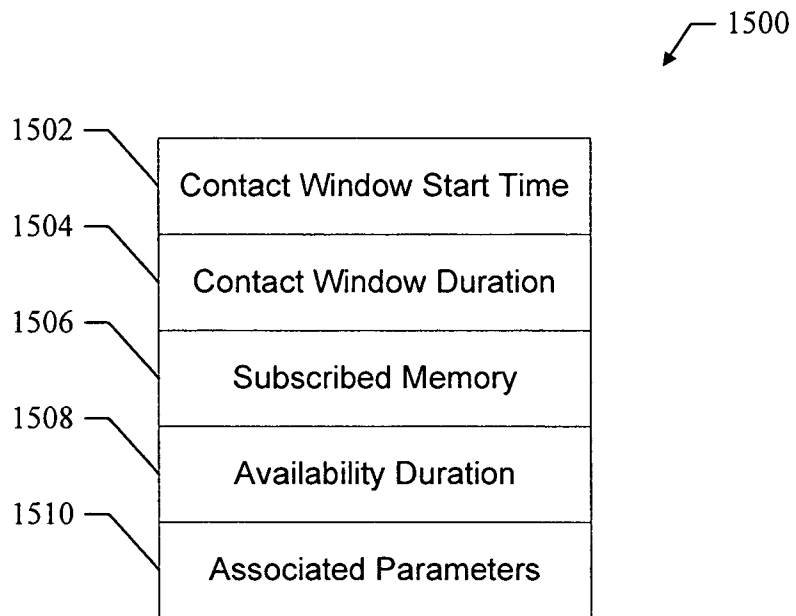 1500
1502
Contact Window Start Time
1504
Contact Window Duration
1506
Subscribed Memory
1508
Availability Duration
1510
Associated Parameters